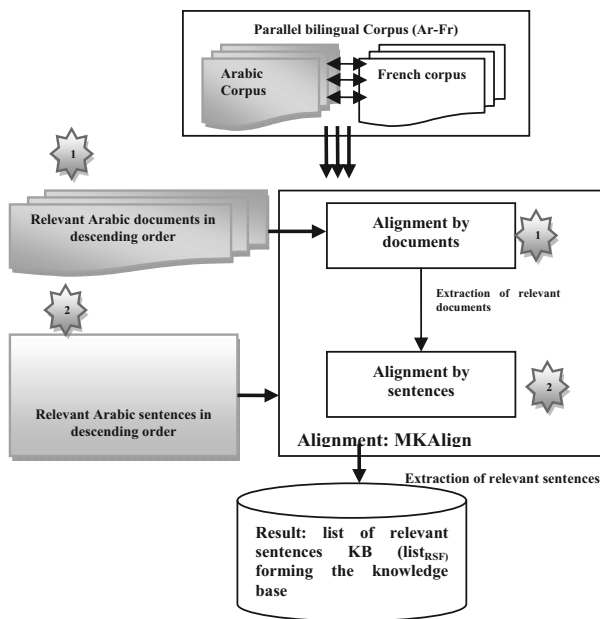 Parallel bilingual Corpus (Ar-Fr)
Arabic
Corpus
French corpus
1
Relevant Arabic documents in
descending order
Alignment by
documents
1
Extraction of relevant
documents
2
Relevant Arabic sentences in
descending order
Alignment by
sentences
2
Alignment: MKAlign
Extraction of relevant sentences
Result: list of relevant
sentences KB (listRSF)
forming the knowledge
base